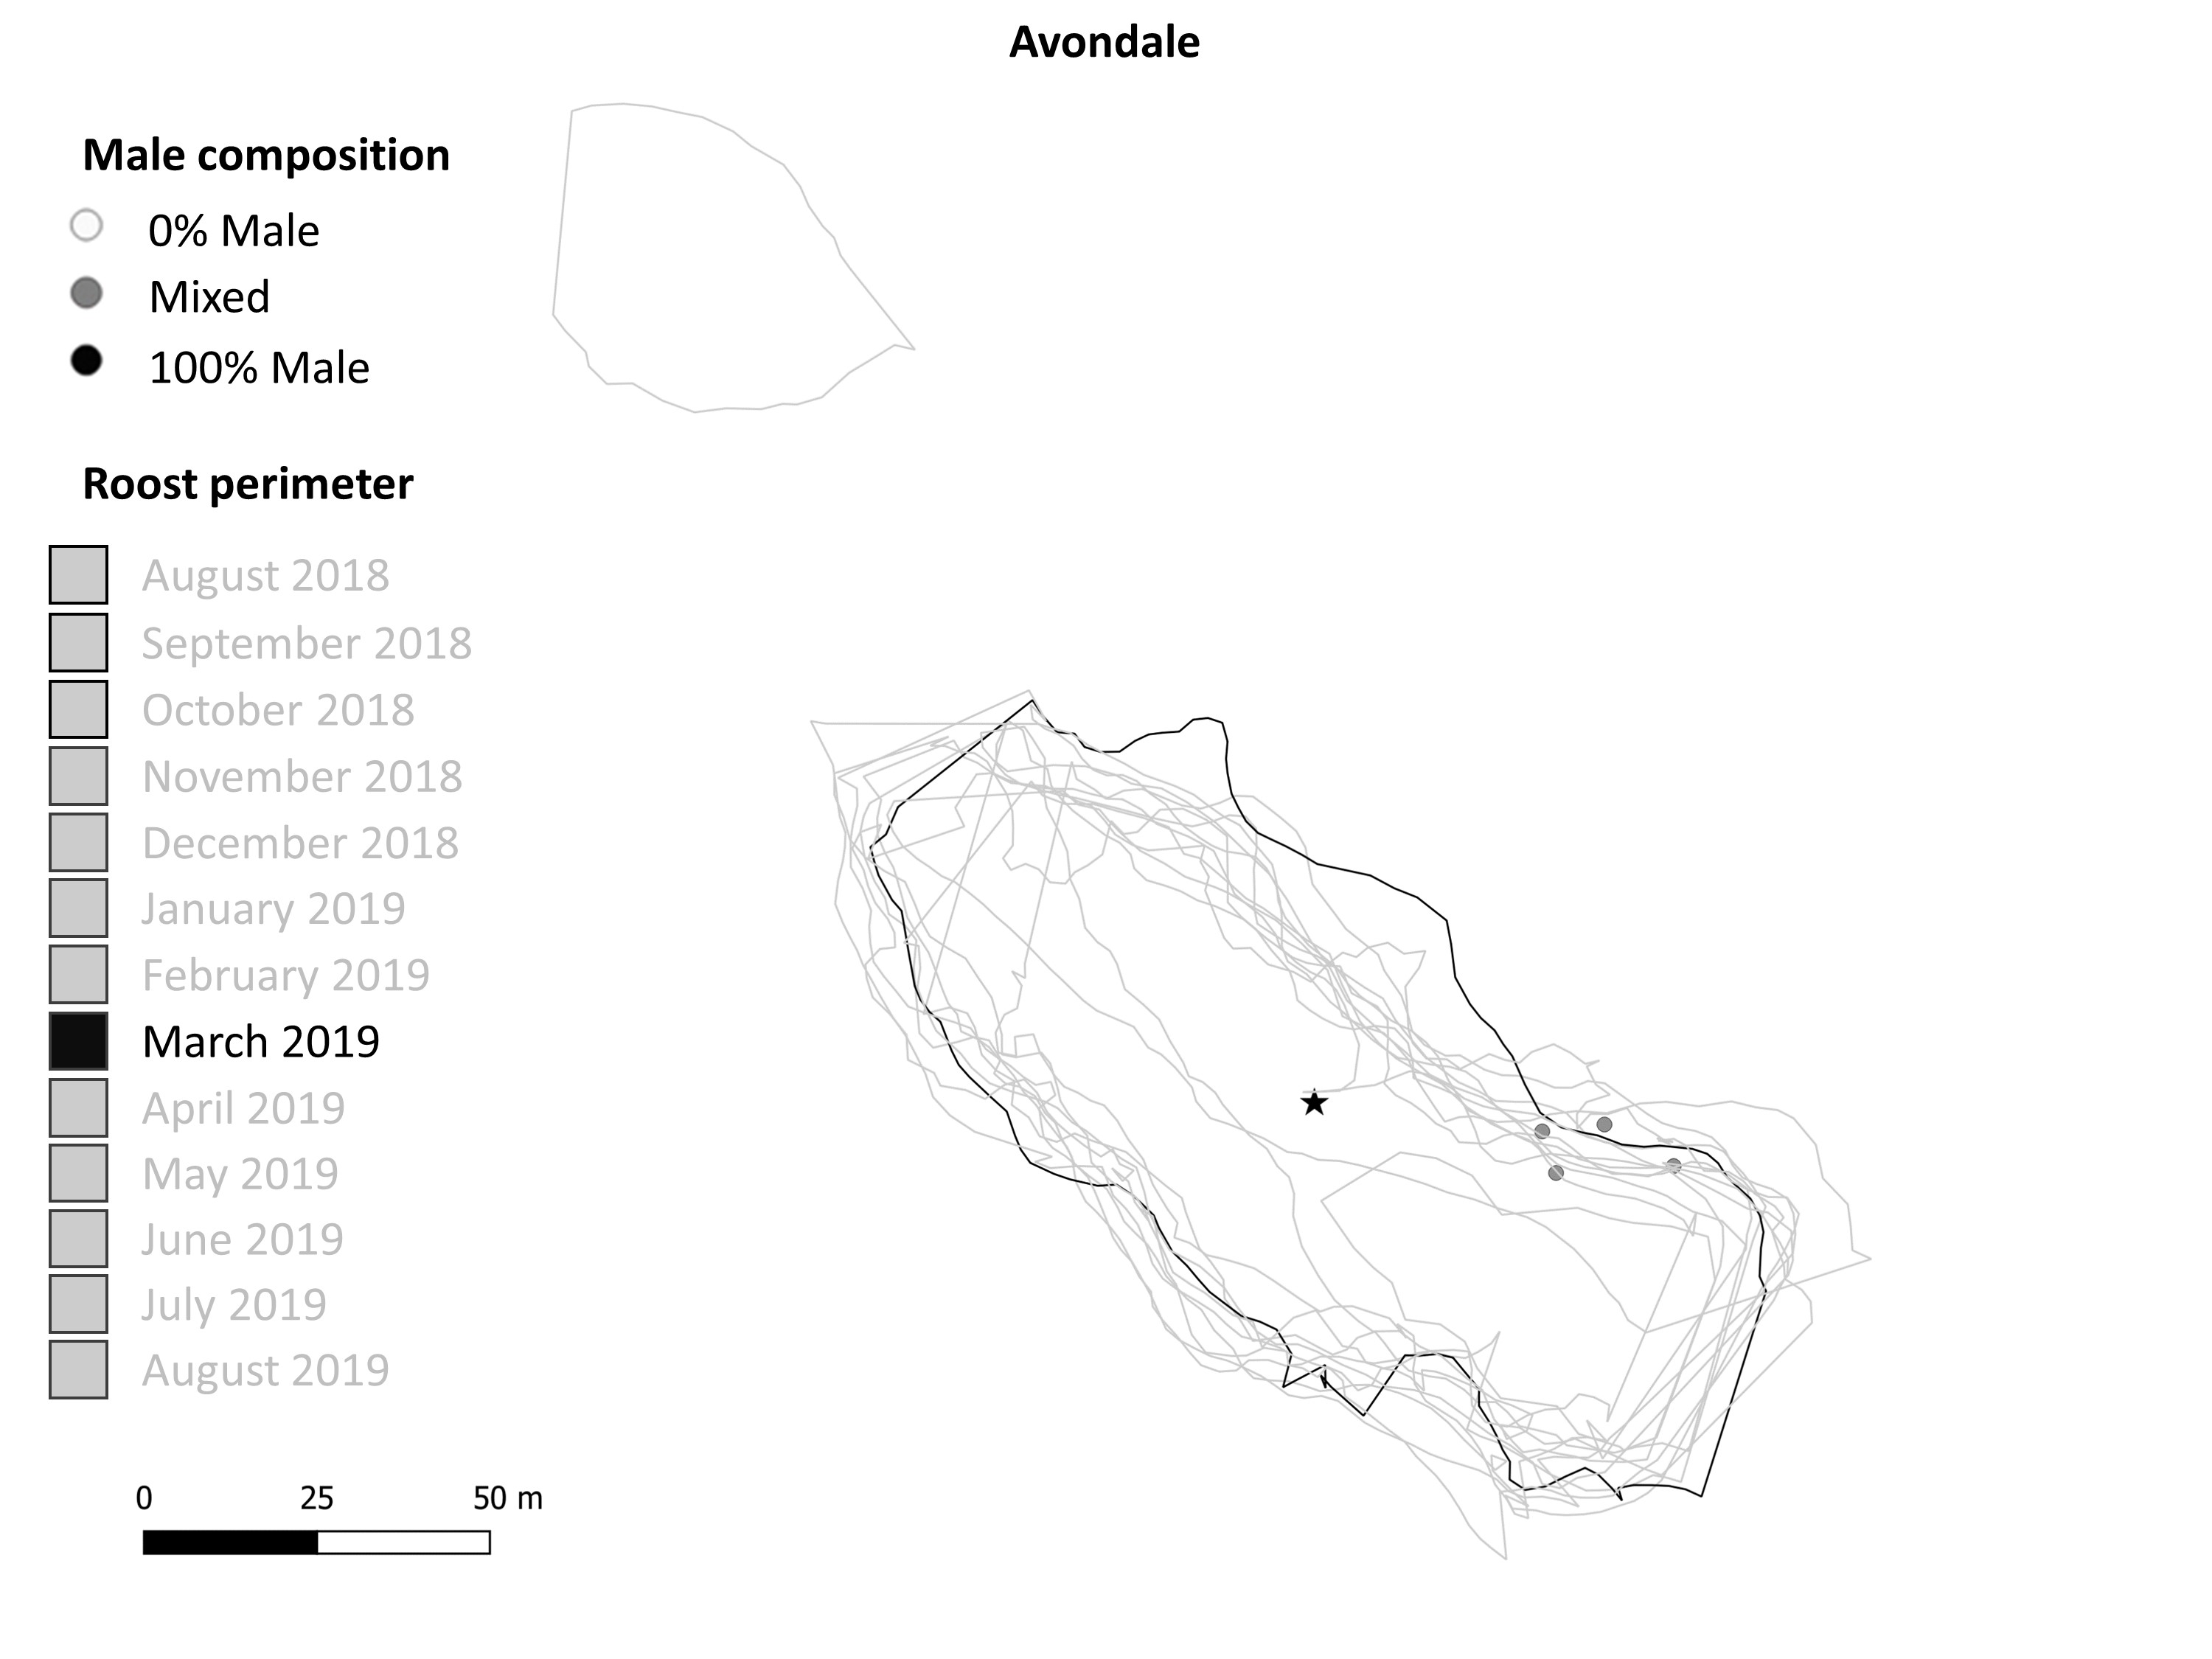 Avondale
Male composition
0% Male
Mixed
100% Male
Roost perimeter
August 2018
September 2018
October 2018
November 2018
December 2018
January 2019
February 2019
March 2019
April 2019
May 2019
June 2019
July 2019
August 2019
0 25 50 m